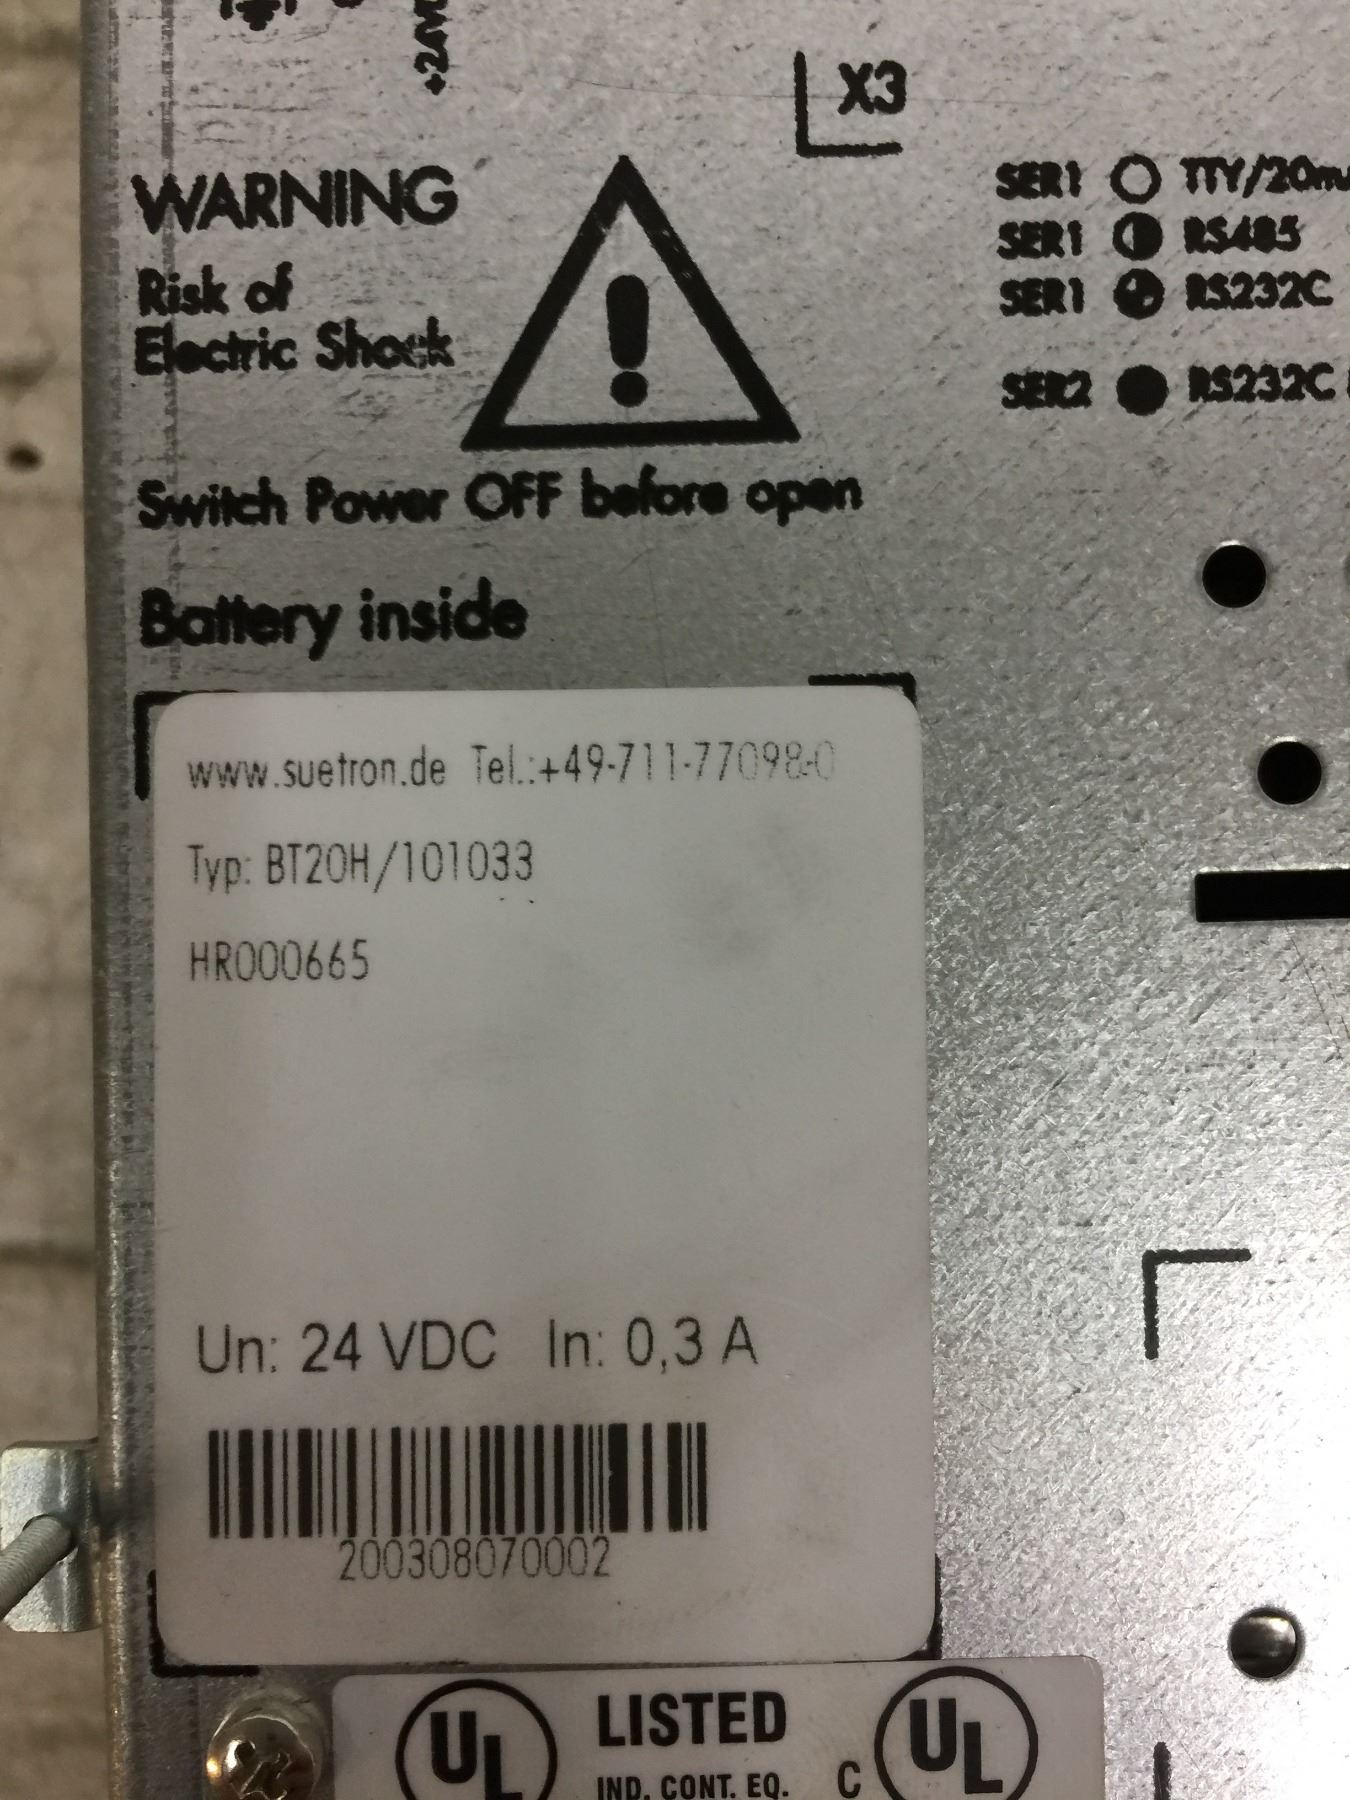 X3
WARNING
Risk of
Electric Shock
Switch Power OFF before open
Battery inside
SER1 RS485
SER1 RS232C
SER2 RS232C
SER1 TTY/20m
www.suetron.de Tel.:+49-711-77098-0
Typ: BT20H/101033
HR000665
Un: 24 VDC In: 0,3 A
200308070002
UL LISTED C UL
IND. CONT. EQ.